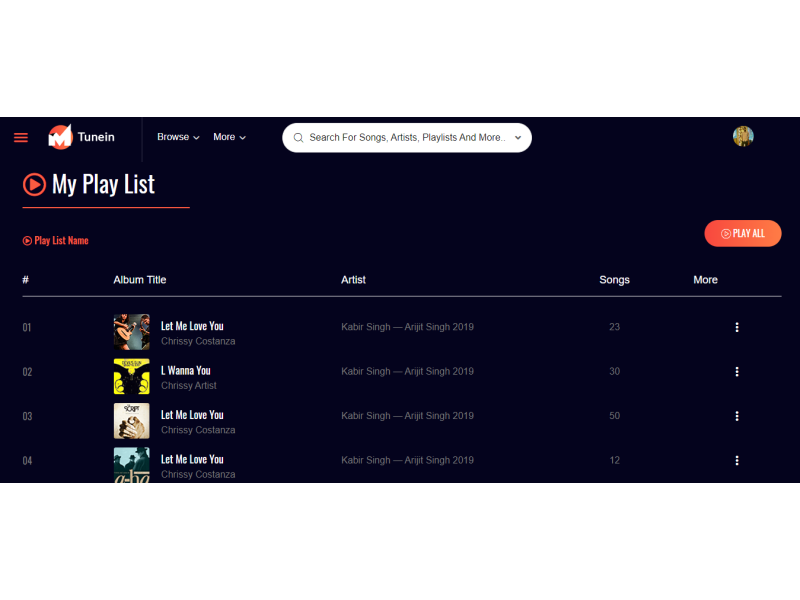 Tunein
Browse
More
Search For Songs, Artists, Playlists And More..
My Play List
Play List Name
PLAY ALL
# Album Title Artist Songs More
01 Let Me Love You Kabir Singh — Arijit Singh 2019 23
Chrissy Costanza
02 L Wanna You Kabir Singh — Arijit Singh 2019 30
Chrissy Artist
03 Let Me Love You Kabir Singh — Arijit Singh 2019 50
Chrissy Costanza
04 Let Me Love You Kabir Singh — Arijit Singh 2019 12
Chrissy Costanza
a-ha